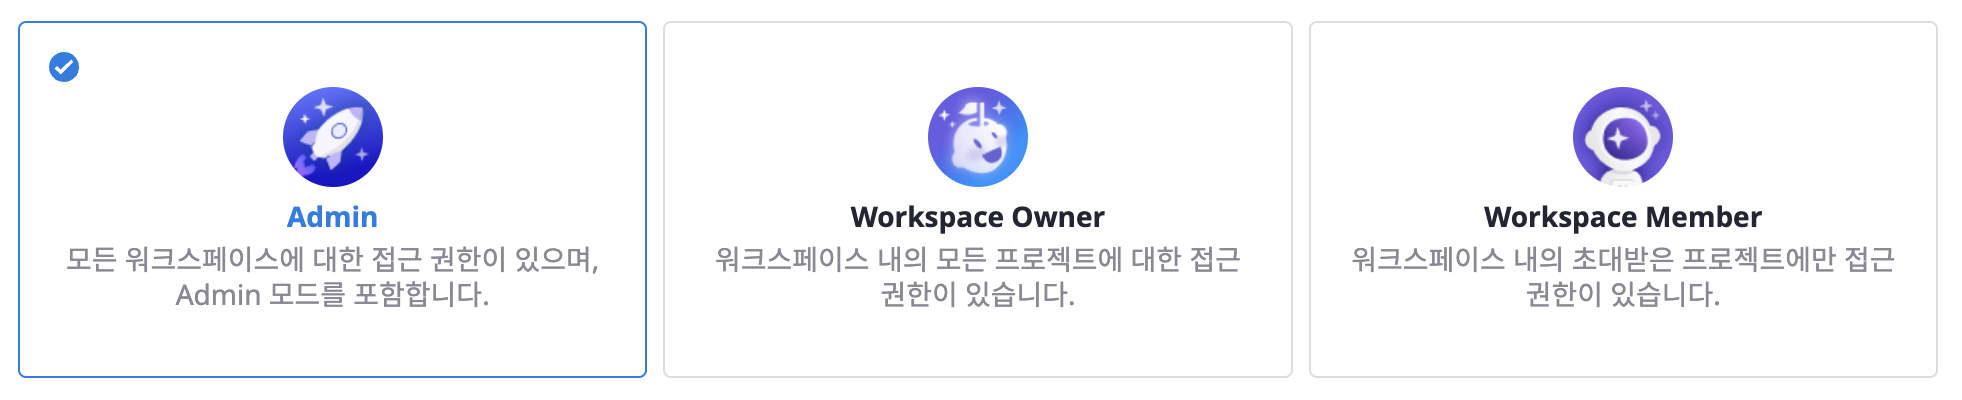 Admin
모든 워크스페이스에 대한 접근 권한이 있으며,
Admin 모드를 포함합니다.
Workspace Owner
워크스페이스 내의 모든 프로젝트에 대한 접근
권한이 있습니다.
Workspace Member
워크스페이스 내의 초대받은 프로젝트에만 접근
권한이 있습니다.